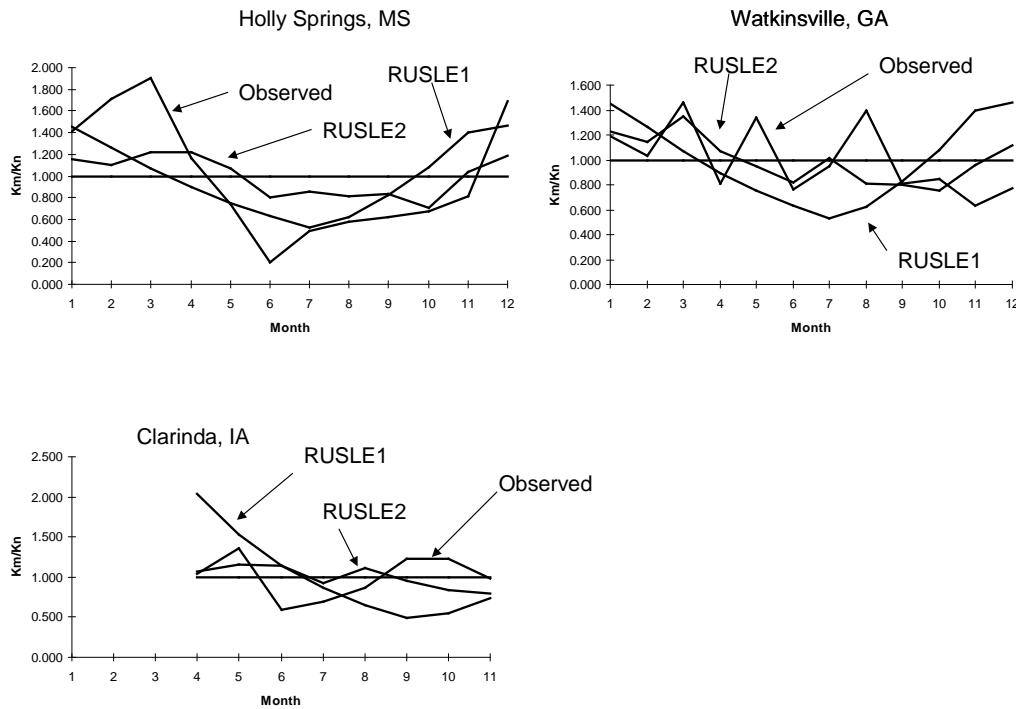 Holly Springs, MS
Km/Kn
2.000
1.800
1.600
1.400
1.200
1.000
0.800
0.600
0.400
0.200
0.000
Observed
RUSLE2
RUSLE1
1 2 3 4 5 6 7 8 9 10 11 12
Month
Watkinsville, GA
Km/Kn
1.600
1.400
1.200
1.000
0.800
0.600
0.400
0.200
0.000
RUSLE2
Observed
RUSLE1
1 2 3 4 5 6 7 8 9 10 11 12
Month
Clarinda, IA
Km/Kn
2.500
2.000
1.500
1.000
0.500
0.000
RUSLE1
RUSLE2
Observed
1 2 3 4 5 6 7 8 9 10 11
Month